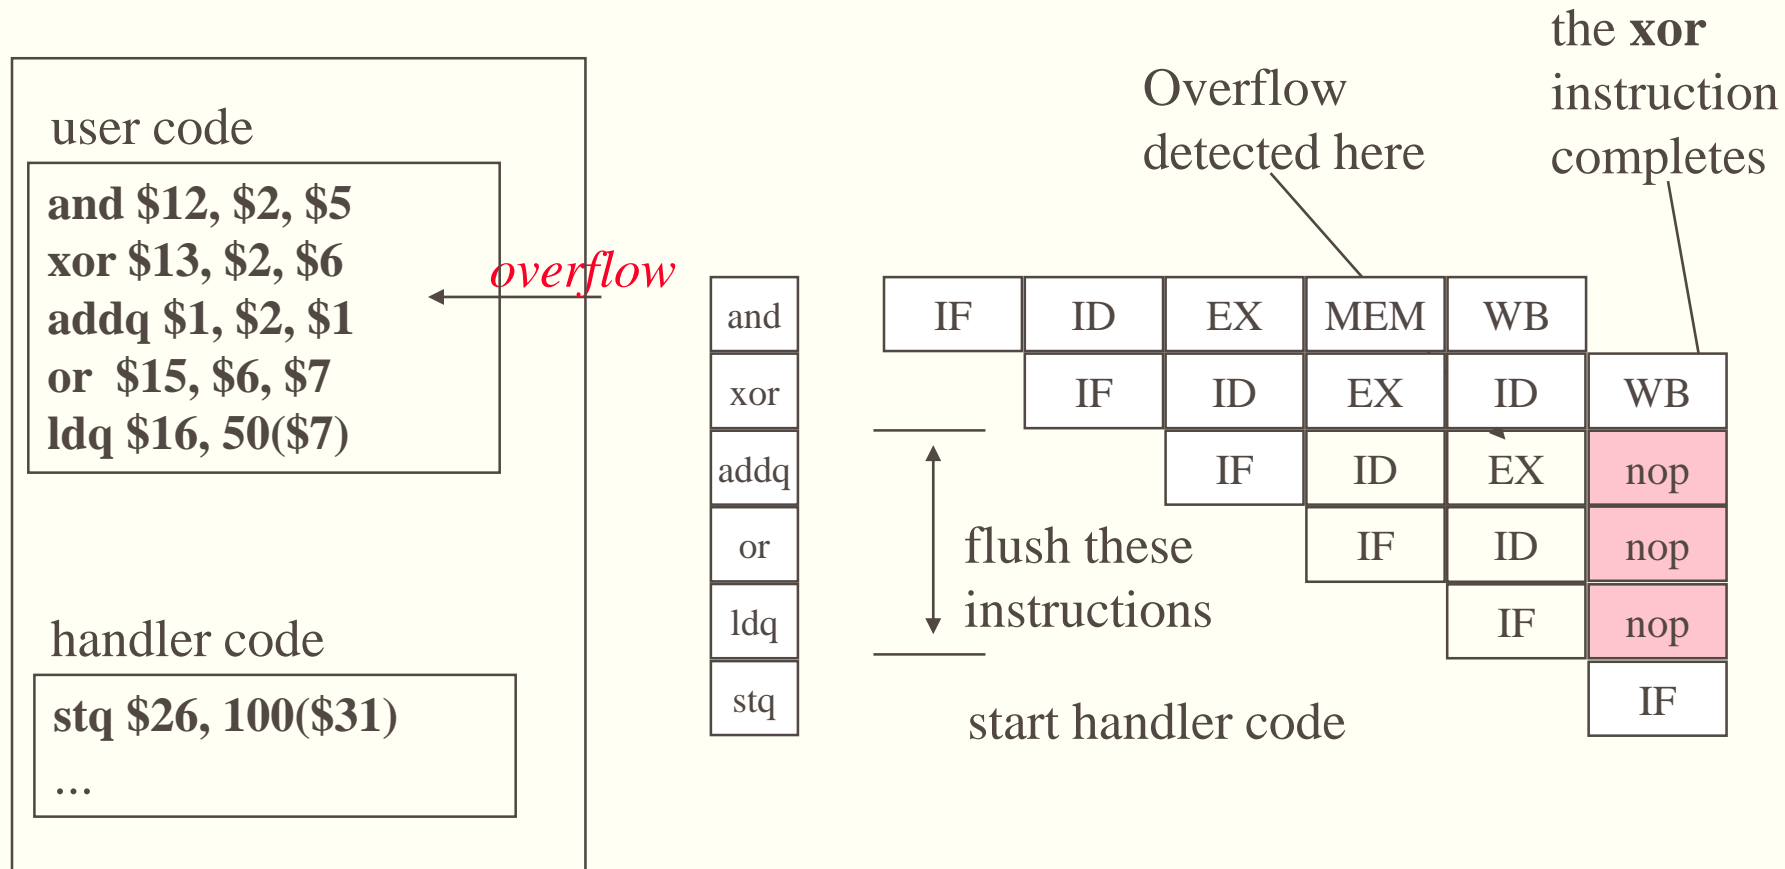 user code
and $12, $2, $5
xor $13, $2, $6
addq $1, $2, $1
or $15, $6, $7
ldq $16, 50($7)
overflow
handler code
stq $26, 100($31)
...
Overflow
detected here
the xor
instruction
completes
and IF ID EX MEM WB
xor IF ID EX ID WB
addq IF ID EX nop
or IF ID nop
ldq IF nop
stq IF
flush these
instructions
start handler code